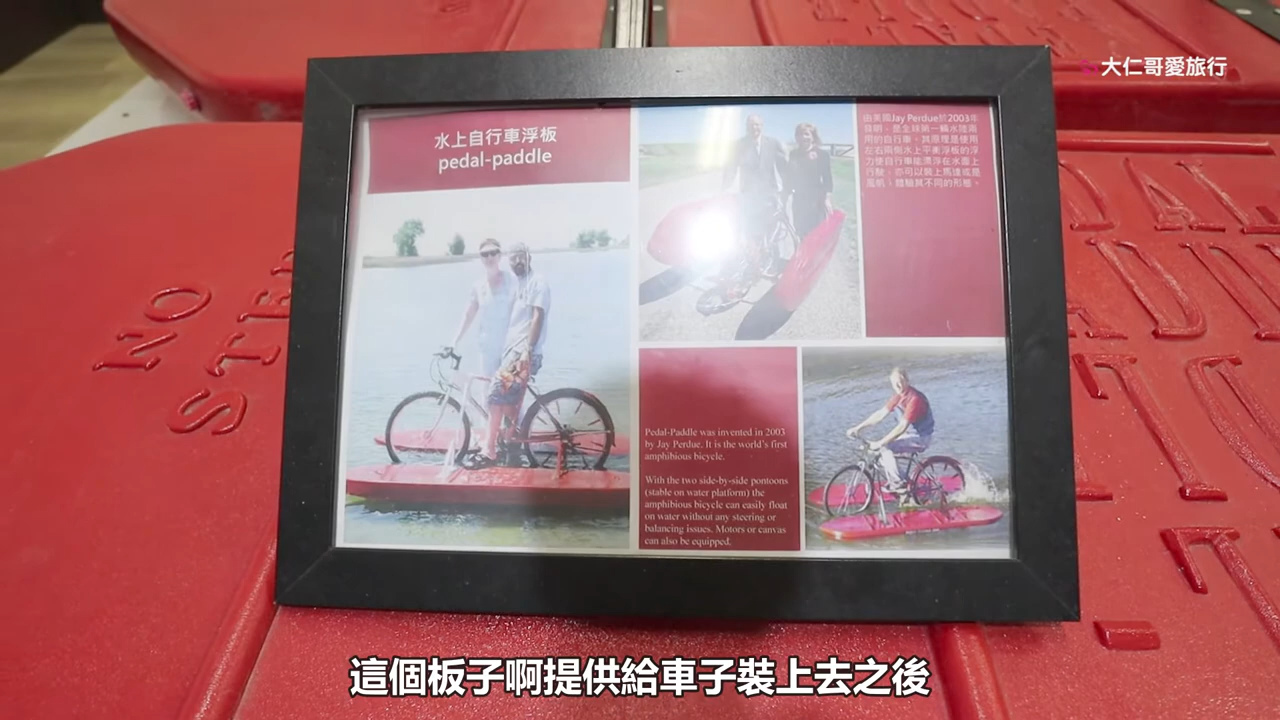 大仁哥愛旅行
水上自行車浮板
pedal-paddle
由美國Jay Perdue於2003年
發明，是全球第一輛水陸兩
用的自行車，其原理是使用
左右兩側水上平衡浮板的浮
力使自行車能漂浮在水面上
行駛，亦可以裝上馬達或是
風帆，體驗其不同的形態。
Pedal-Paddle was invented in 2003
by Jay Perdue. It is the world's first
amphibious bicycle.
With the two side-by-side pontoons
(stable on water platform) the
amphibious bicycle can easily float
on water without any steering or
balancing issues. Motors or canvas
can also be equipped.
NO
STEP
這個板子啊提供給車子裝上去之後